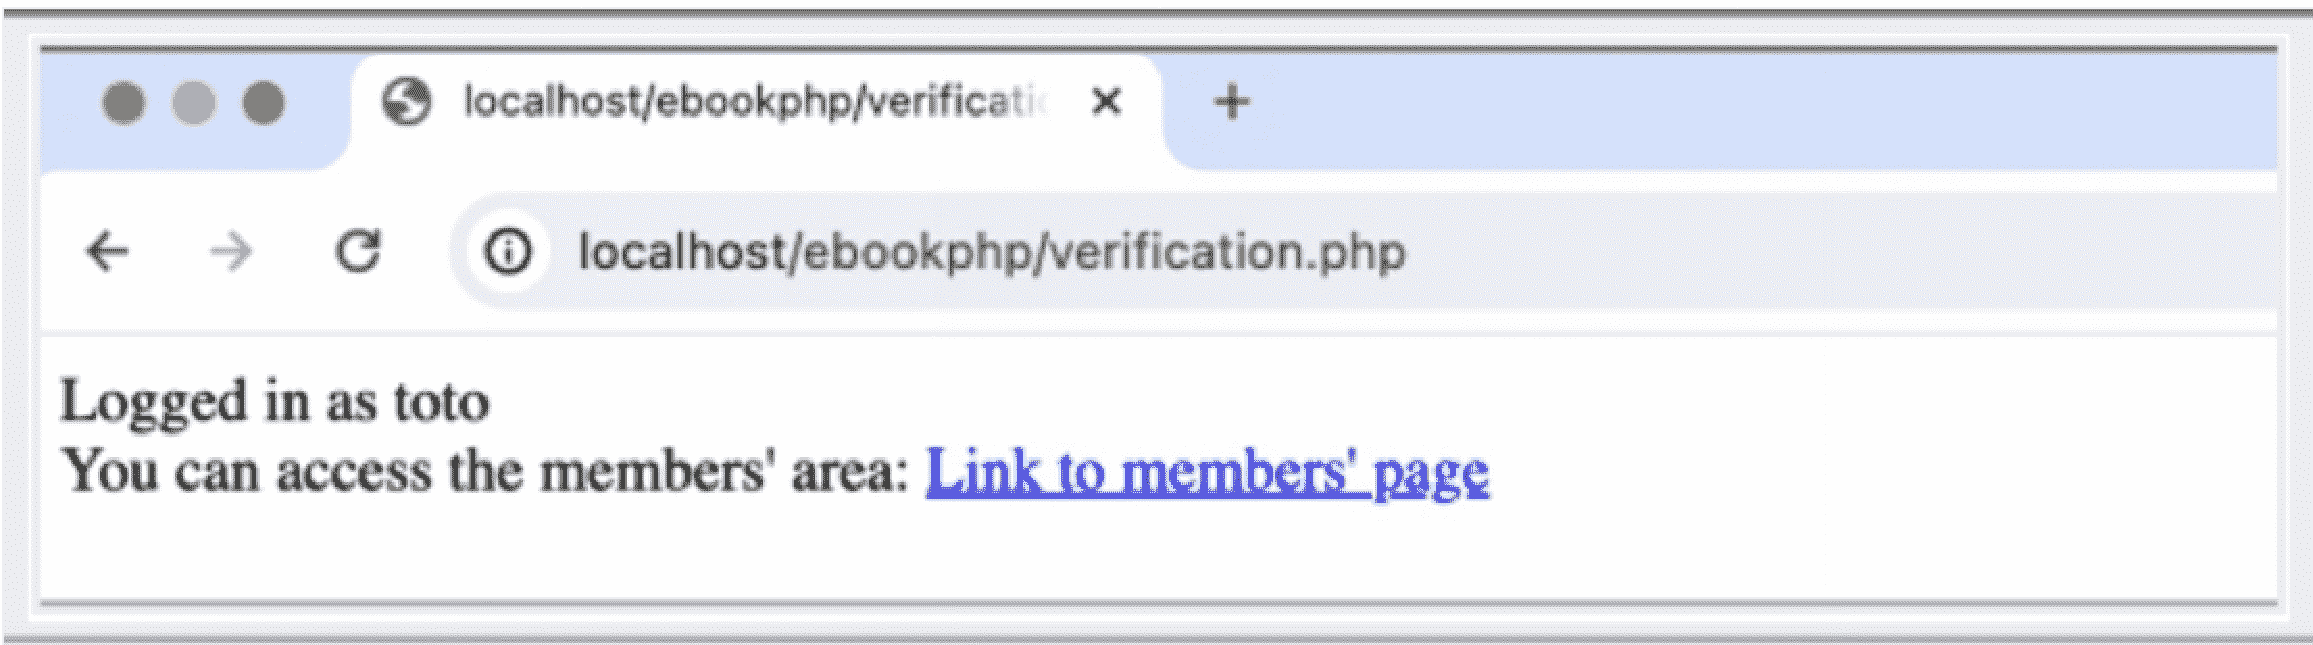 localhost/ebookphp/verificatio
localhost/ebookphp/verification.php
Logged in as toto
You can access the members' area: Link to members' page